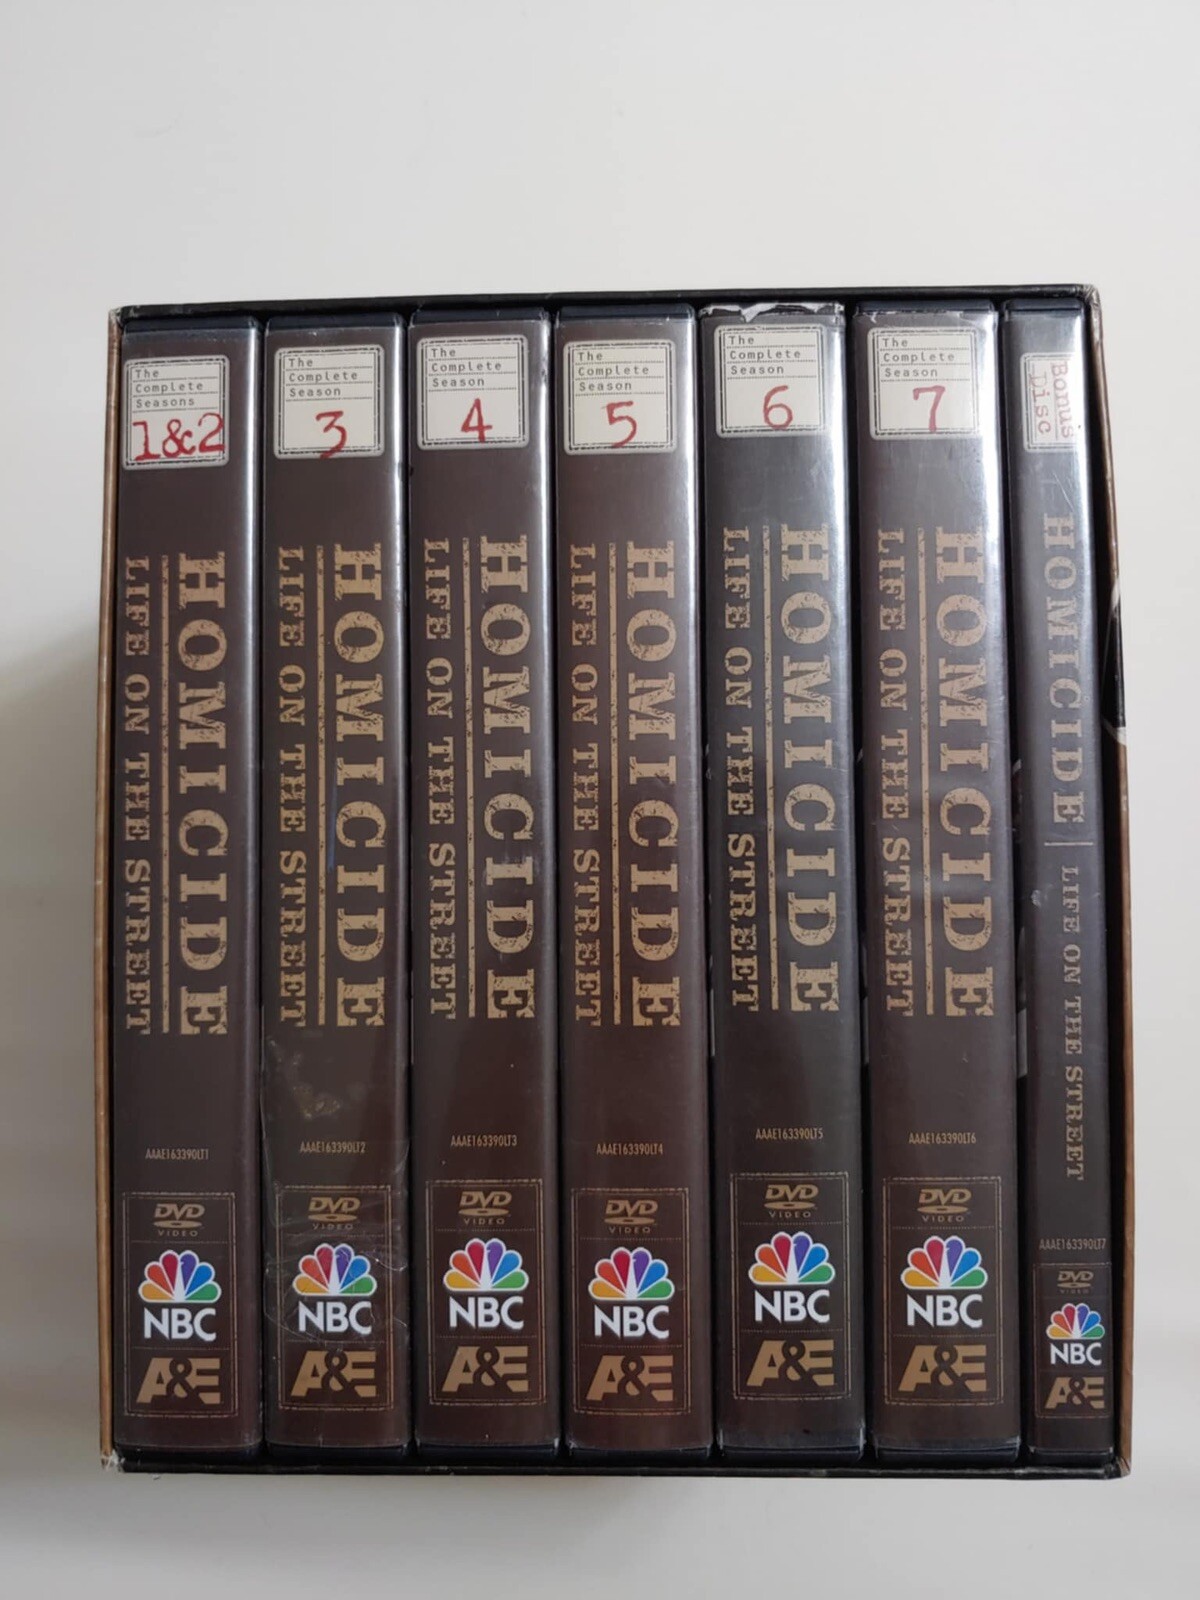 The
Complete
Seasons
1&2
HOMICIDE
LIFE ON THE STREET
AAAE163390LT1
DVD
VIDEO
NBC
A&E
The
Complete
Season
3
HOMICIDE
LIFE ON THE STREET
AAAE163390LT2
DVD
VIDEO
NBC
A&E
The
Complete
Season
4
HOMICIDE
LIFE ON THE STREET
AAAE163390LT3
DVD
VIDEO
NBC
A&E
The
Complete
Season
5
HOMICIDE
LIFE ON THE STREET
AAAE163390LT4
DVD
VIDEO
NBC
A&E
The
Complete
Season
6
HOMICIDE
LIFE ON THE STREET
AAAE163390LT5
DVD
VIDEO
NBC
A&E
The
Complete
Season
7
HOMICIDE
LIFE ON THE STREET
AAAE163390LT6
DVD
VIDEO
NBC
A&E
Bonus
Disc
HOMICIDE | LIFE ON THE STREET
AAAE163390LT7
DVD
VIDEO
NBC
A&E